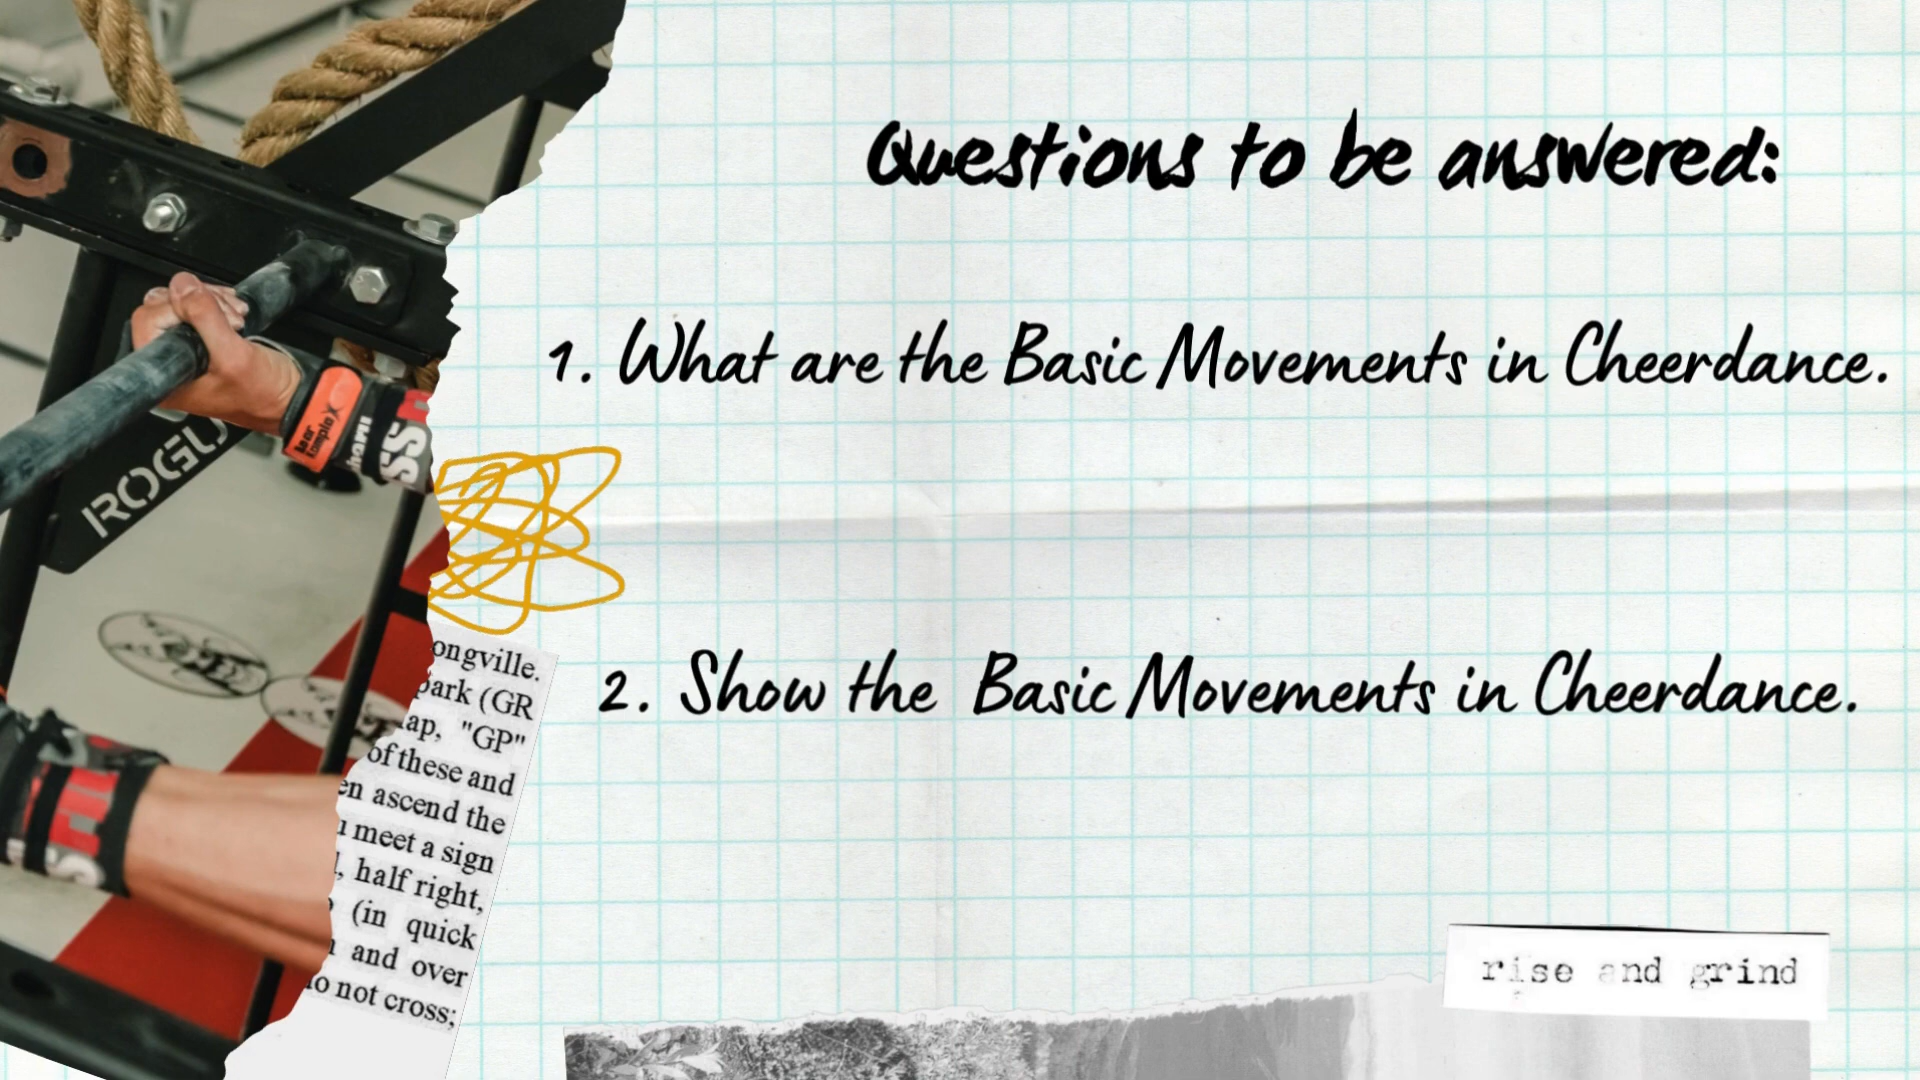 Questions to be answered:
1. What are the Basic Movements in Cheerdance.
2. Show the Basic Movements in Cheerdance.
ROGU
ongville.
park (GR
ap, "GP"
of these and
en ascend the
meet a sign
half right,
(in quick
and over
not cross;
rise and grind